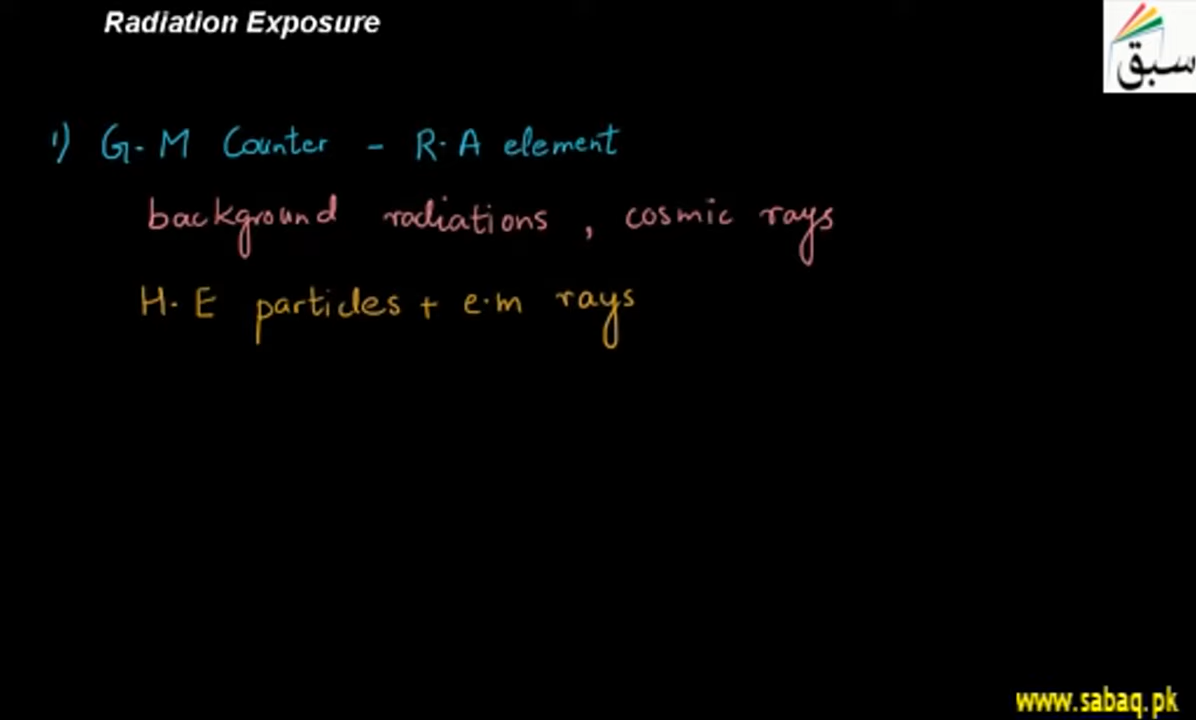 Radiation Exposure
سبق
1) G.M Counter - R.A element
background radiations, cosmic rays
H.E particles + e.m rays
www.sabaq.pk